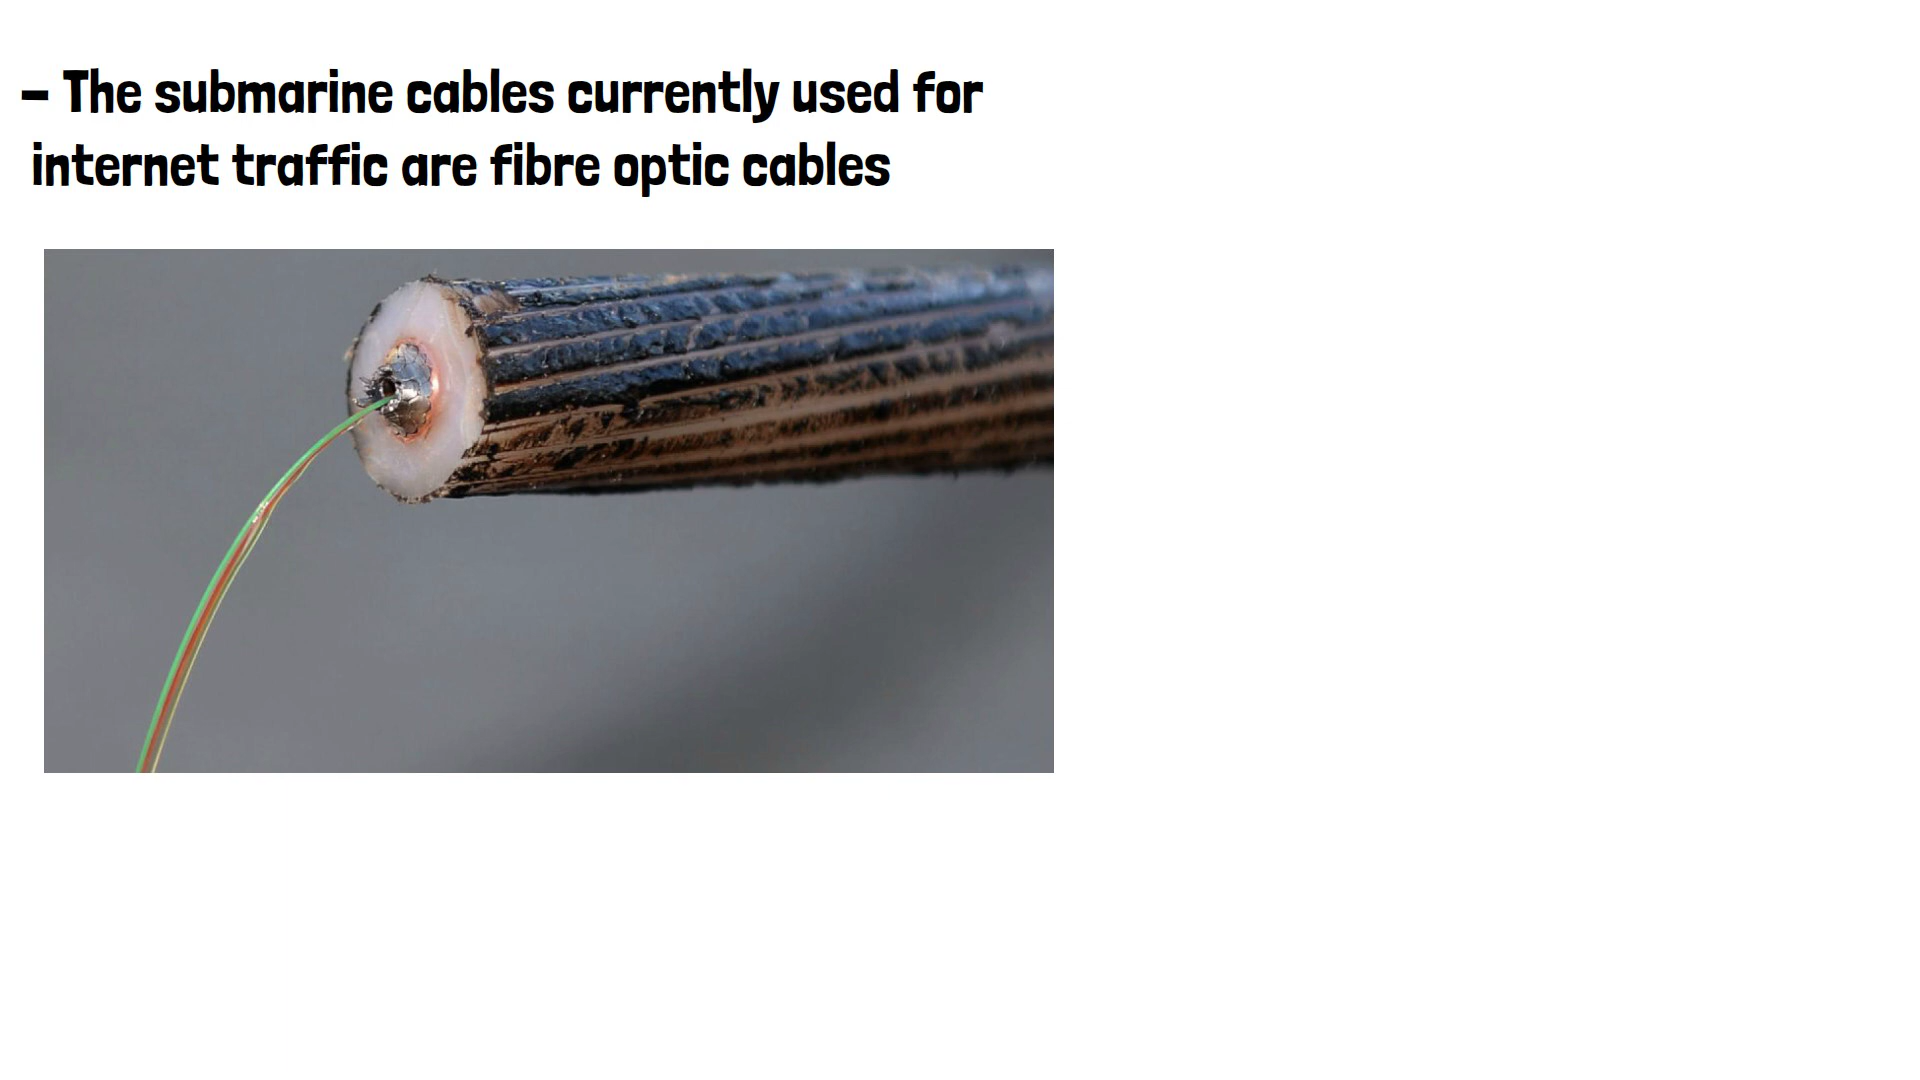 – The submarine cables currently used for
internet traffic are fibre optic cables